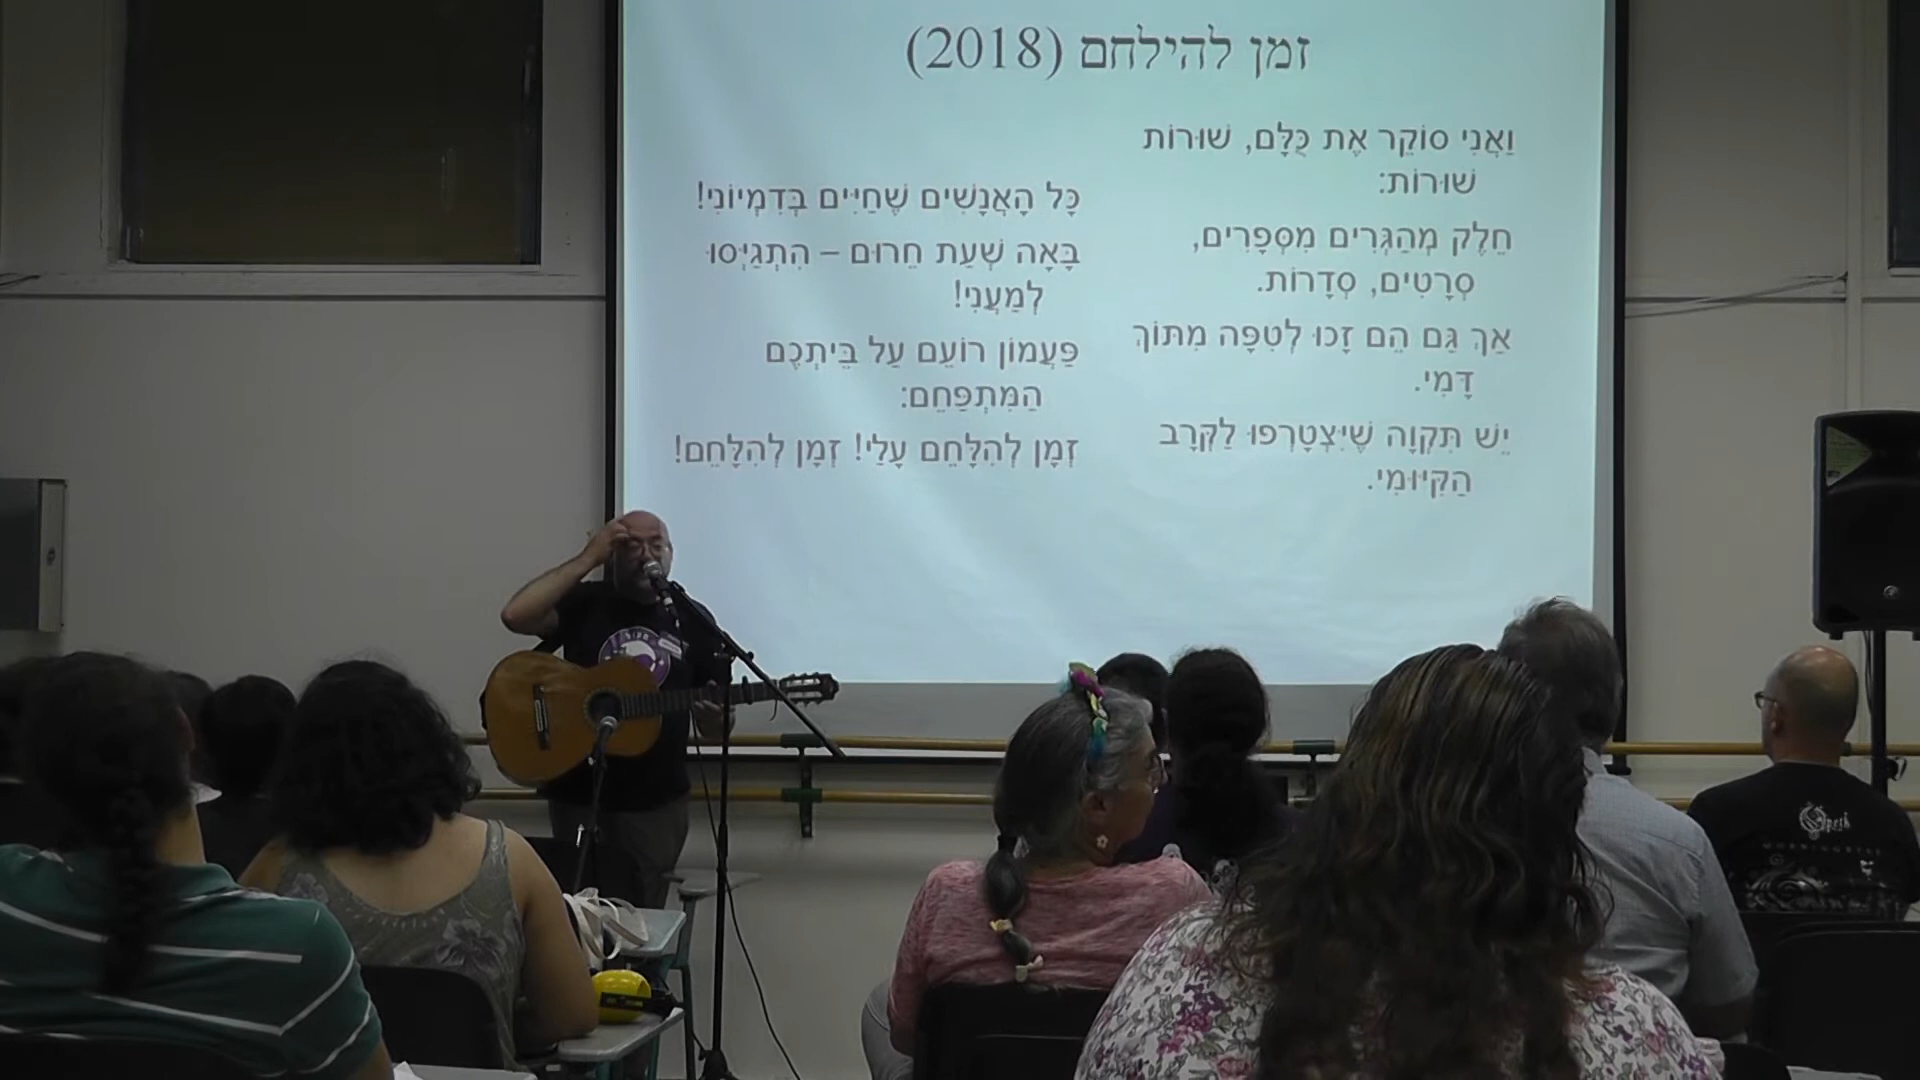 זמן להילחם (2018)
וַאֲנִי סוֹקֵר אֶת כֻּלָּם, שׁוּרוֹת
שׁוּרוֹת:
חֵלֶק מְהַגְּרִים מִסְּפָרִים,
סְרָטִים, סְדָרוֹת.
אַךְ גַּם הֵם זָכוּ לְטִפָּה מִתּוֹךְ
דָּמִי.
יֵשׁ תִּקְוָה שֶׁיִּצְטָרְפוּ לַקְּרָב
הַקִּיּוּמִי.
כָּל הָאֲנָשִׁים שֶׁחַיִּים בְּדִמְיוֹנִי!
בָּאָה שְׁעַת חֵרוּם – הִתְגַּיְּסוּ
לְמַעֲנִי!
פַּעֲמוֹן רוֹעֵם עַל בֵּיתְכֶם
הַמִּתְפַּחֵם:
זְמָן לְהִלָּחֵם עָלַי! זְמָן לְהִלָּחֵם!
Opeth